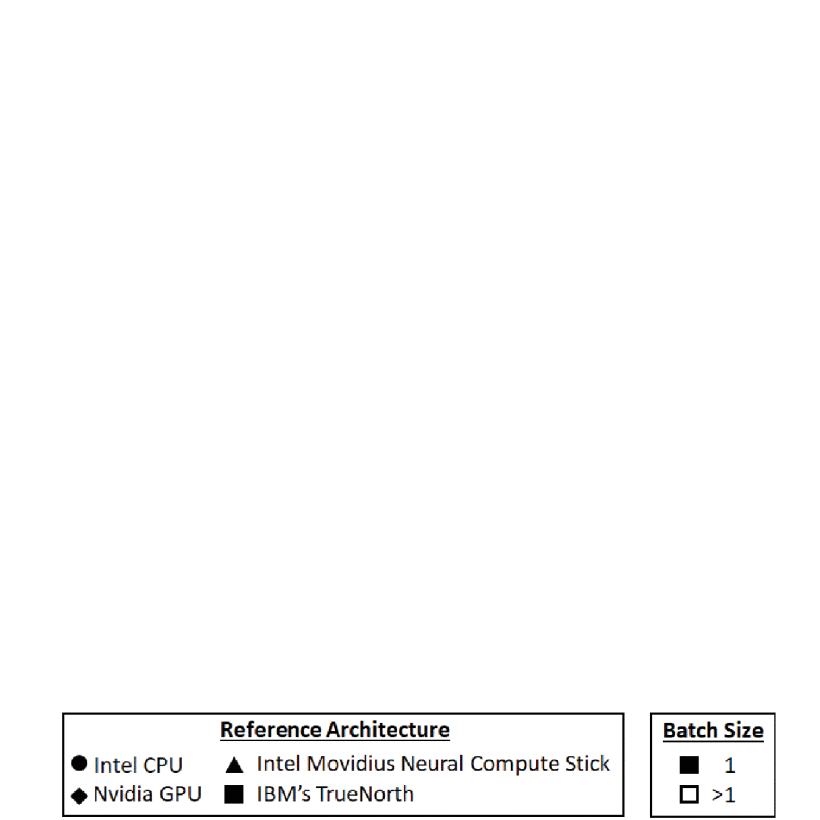 Reference Architecture
Intel CPU
Intel Movidius Neural Compute Stick
Nvidia GPU
IBM's TrueNorth
Batch Size
1
>1